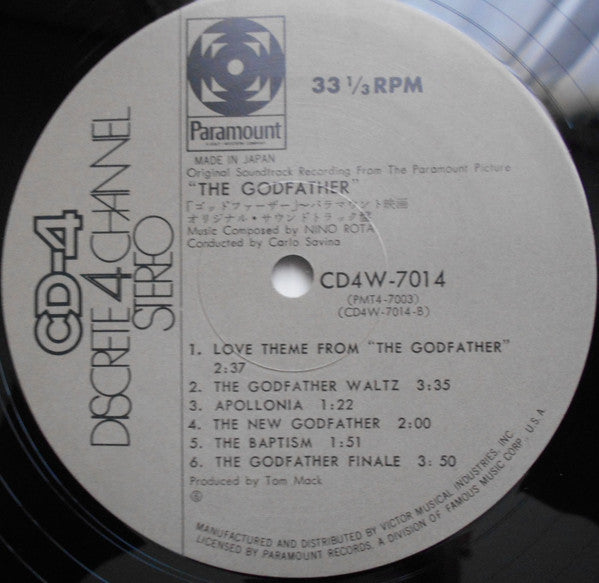 CD-4
DISCRETE 4 CHANNEL
STEREO
Paramount
33 1/3 RPM
MADE IN JAPAN
Original Soundtrack Recording From The Paramount Picture
"THE GODFATHER"
「ゴッドファーザー」〜パラマウント映画
オリジナル・サウンドトラック盤
Music Composed by NINO ROTA
Conducted by Carlo Savina
CD4W-7014
(PMT4-7003)
(CD4W-7014-B)
1. LOVE THEME FROM "THE GODFATHER"
2:37
2. THE GODFATHER WALTZ 3:35
3. APOLLONIA 1:22
4. THE NEW GODFATHER 2:00
5. THE BAPTISM 1:51
6. THE GODFATHER FINALE 3:50
Produced by Tom Mack
MANUFACTURED AND DISTRIBUTED BY VICTOR MUSICAL INDUSTRIES, INC.
LICENSED BY PARAMOUNT RECORDS, A DIVISION OF FAMOUS MUSIC CORP., U.S.A.